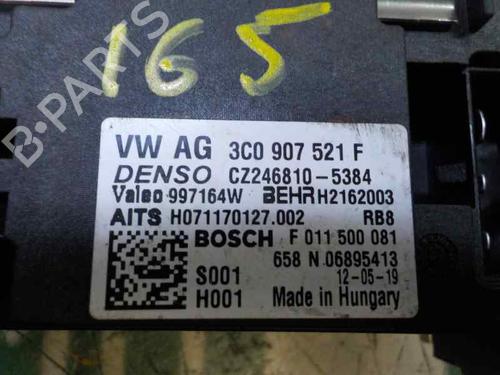 165
B-PARTS
VW AG 3C0 907 521 F
DENSO CZ246810-5384
Valeo 997164W BEHR H2162003
AITS H071170127.002 RB8
BOSCH F 011 500 081
658 N 06895413
S001 12-05-19
H001 Made in Hungary